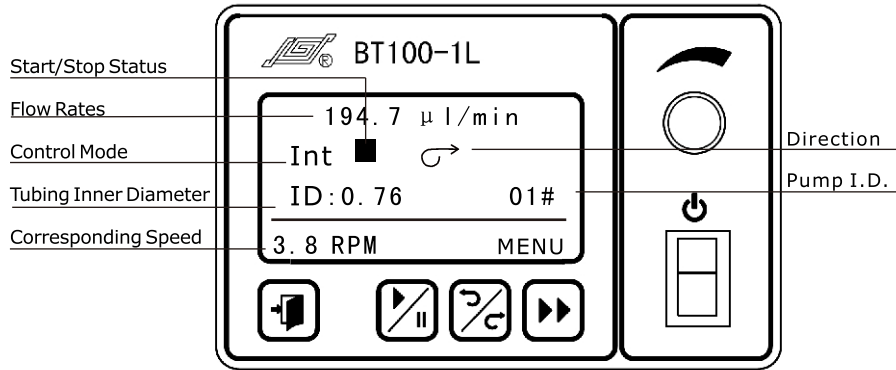 BT100-1L
Start/Stop Status
Flow Rates
194.7 μl/min
Control Mode
Int
Direction
Tubing Inner Diameter
ID:0.76 01#
Pump I.D.
Corresponding Speed
3.8 RPM MENU